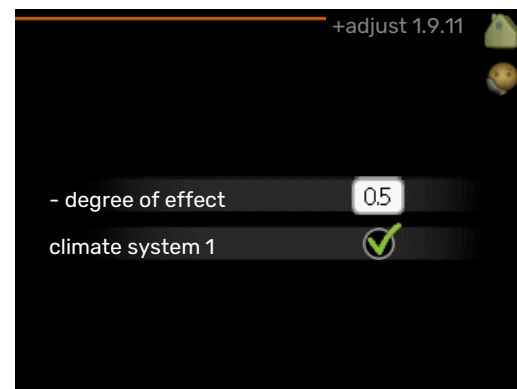 +adjust 1.9.11
- degree of effect
0.5
climate system 1